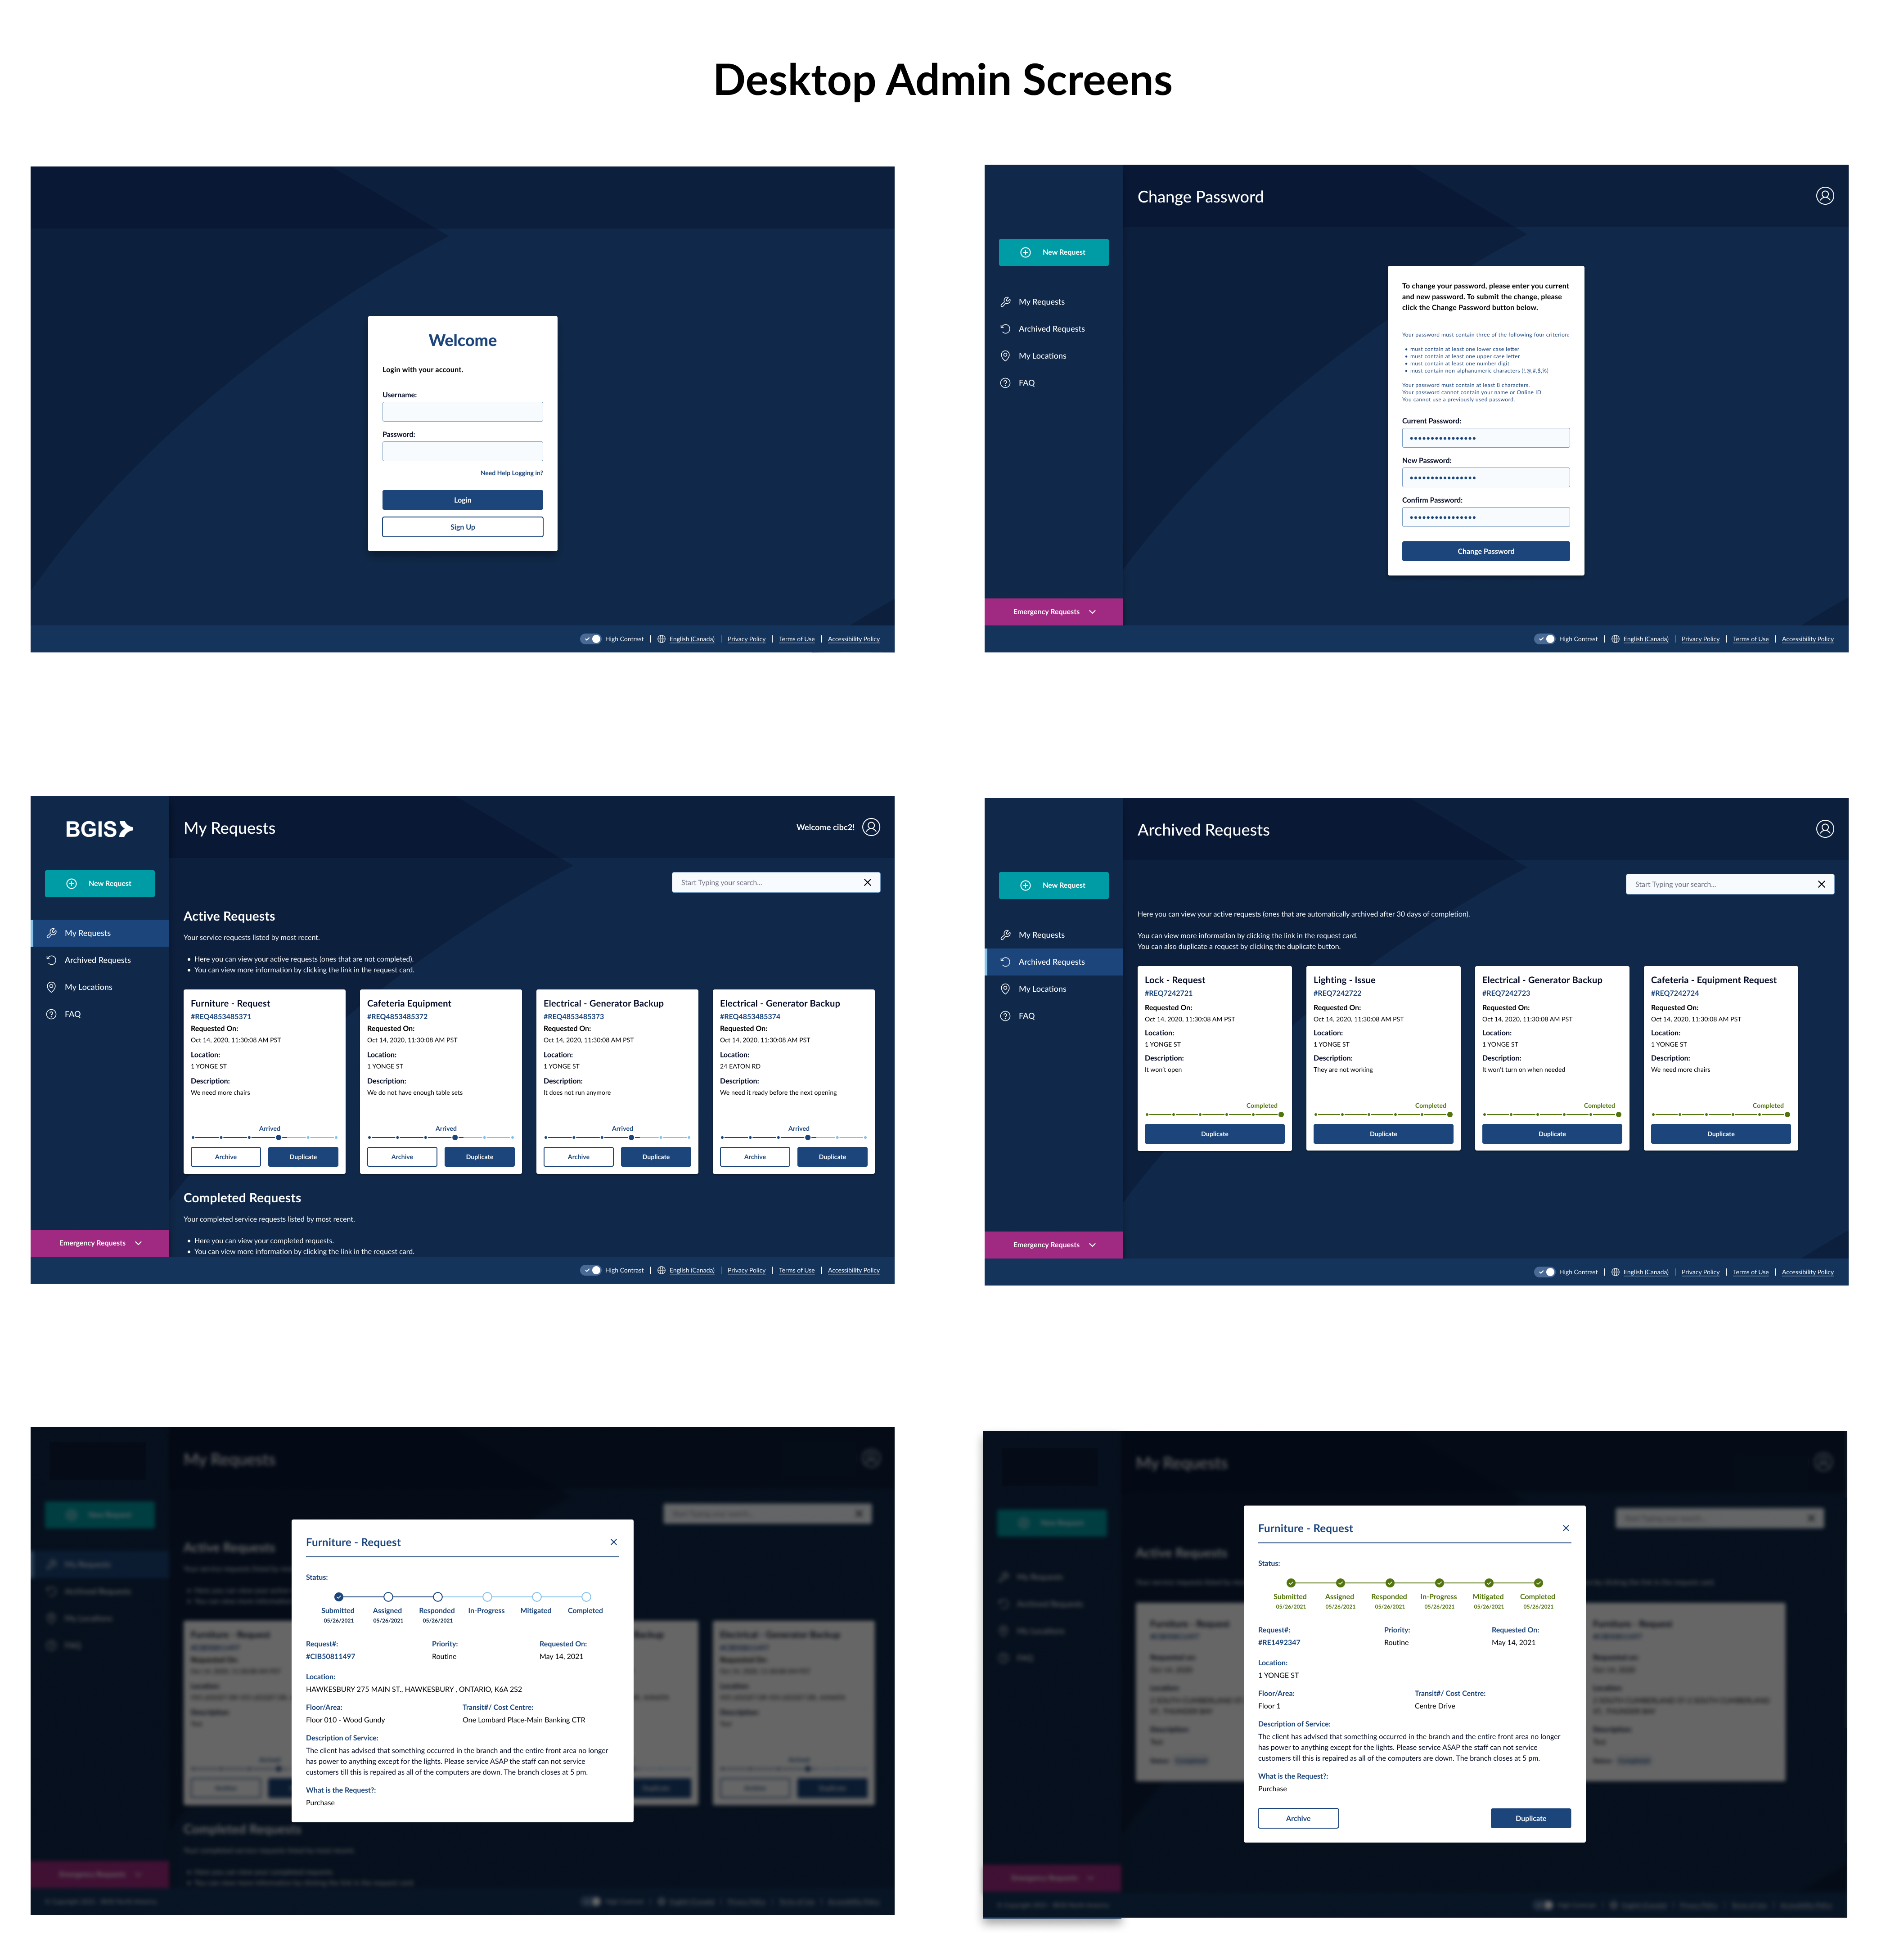 Desktop Admin Screens
Welcome
Login with your account.
Username:
Password:
Need Help Logging in?
Login
Sign Up
High Contrast | English (Canada) | Privacy Policy | Terms of Use | Accessibility Policy
Change Password
New Request
My Requests
Archived Requests
My Locations
FAQ
Emergency Requests
To change your password, please enter you current
and new password. To submit the change, please
click the Change Password button below.
Your password must contain three of the following four criterion:
• must contain at least one lower case letter
• must contain at least one upper case letter
• must contain at least one number digit
• must contain non-alphanumeric characters (!,@,#,$,%)
Your password must contain at least 8 characters.
Your password cannot contain your name or Online ID.
You cannot use a previously used password.
Current Password:
••••••••••••••••
New Password:
••••••••••••••••
Confirm Password:
••••••••••••••••
Change Password
High Contrast | English (Canada) | Privacy Policy | Terms of Use | Accessibility Policy
BGIS
New Request
My Requests
Archived Requests
My Locations
FAQ
Emergency Requests
My Requests
Welcome cibc2!
Start Typing your search...
Active Requests
Your service requests listed by most recent.
• Here you can view your active requests (ones that are not completed).
• You can view more information by clicking the link in the request card.
Furniture - Request
#REQ4853485371
Requested On:
Oct 14, 2020, 11:30:08 AM PST
Location:
1 YONGE ST
Description:
We need more chairs
Arrived
Archive
Duplicate
Cafeteria Equipment
#REQ4853485372
Requested On:
Oct 14, 2020, 11:30:08 AM PST
Location:
1 YONGE ST
Description:
We do not have enough table sets
Arrived
Archive
Duplicate
Electrical - Generator Backup
#REQ4853485373
Requested On:
Oct 14, 2020, 11:30:08 AM PST
Location:
1 YONGE ST
Description:
It does not run anymore
Arrived
Archive
Duplicate
Electrical - Generator Backup
#REQ4853485374
Requested On:
Oct 14, 2020, 11:30:08 AM PST
Location:
24 EATON RD
Description:
We need it ready before the next opening
Arrived
Archive
Duplicate
Completed Requests
Your completed service requests listed by most recent.
• Here you can view your completed requests.
• You can view more information by clicking the link in the request card.
High Contrast | English (Canada) | Privacy Policy | Terms of Use | Accessibility Policy
New Request
My Requests
Archived Requests
My Locations
FAQ
Emergency Requests
Archived Requests
Start Typing your search...
Here you can view your active requests (ones that are automatically archived after 30 days of completion).
You can view more information by clicking the link in the request card.
You can also duplicate a request by clicking the duplicate button.
Lock - Request
#REQ7242721
Requested On:
Oct 14, 2020, 11:30:08 AM PST
Location:
1 YONGE ST
Description:
It won't open
Completed
Duplicate
Lighting - Issue
#REQ7242722
Requested On:
Oct 14, 2020, 11:30:08 AM PST
Location:
1 YONGE ST
Description:
They are not working
Completed
Duplicate
Electrical - Generator Backup
#REQ7242723
Requested On:
Oct 14, 2020, 11:30:08 AM PST
Location:
1 YONGE ST
Description:
It won't turn on when needed
Completed
Duplicate
Cafeteria - Equipment Request
#REQ7242724
Requested On:
Oct 14, 2020, 11:30:08 AM PST
Location:
1 YONGE ST
Description:
We need more chairs
Completed
Duplicate
High Contrast | English (Canada) | Privacy Policy | Terms of Use | Accessibility Policy
My Requests
New Request
Active Requests
My Requests
Archived Requests
My Locations
FAQ
Completed Requests
Emergency Requests
Furniture - Request
Status:
Submitted Assigned Responded In-Progress Mitigated Completed
05/26/2021 05/26/2021 05/26/2021
Request#: Priority: Requested On:
#CIB50811497 Routine May 14, 2021
Location:
HAWKESBURY 275 MAIN ST., HAWKESBURY , ONTARIO, K6A 2S2
Floor/Area: Transit#/ Cost Centre:
Floor 010 - Wood Gundy One Lombard Place-Main Banking CTR
Description of Service:
The client has advised that something occurred in the branch and the entire front area no longer
has power to anything except for the lights. Please service ASAP the staff can not service
customers till this is repaired as all of the computers are down. The branch closes at 5 pm.
What is the Request?:
Purchase
My Requests
New Request
Active Requests
My Requests
Archived Requests
My Locations
FAQ
Emergency Requests
Furniture - Request
Status:
Submitted Assigned Responded In-Progress Mitigated Completed
05/26/2021 05/26/2021 05/26/2021 05/26/2021 05/26/2021 05/26/2021
Request#: Priority: Requested On:
#RE1492347 Routine May 14, 2021
Location:
1 YONGE ST
Floor/Area: Transit#/ Cost Centre:
Floor 1 Centre Drive
Description of Service:
The client has advised that something occurred in the branch and the entire front area no longer
has power to anything except for the lights. Please service ASAP the staff can not service
customers till this is repaired as all of the computers are down. The branch closes at 5 pm.
What is the Request?:
Purchase
Archive
Duplicate